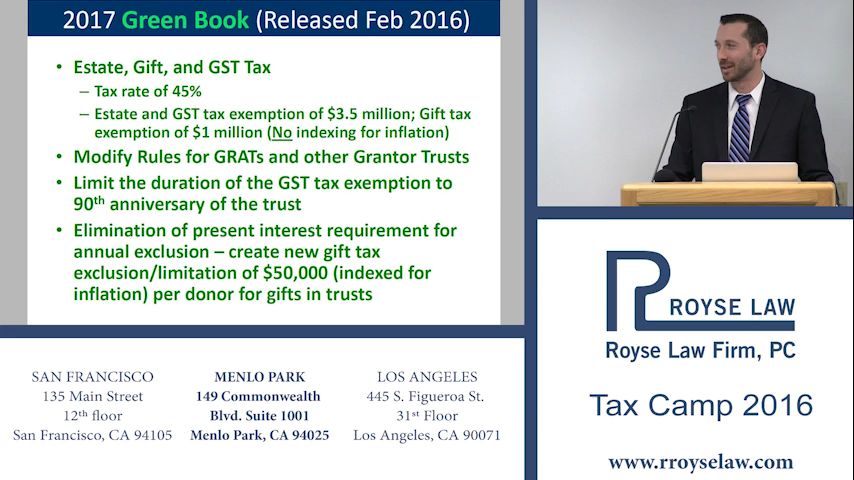 2017 Green Book (Released Feb 2016)
• Estate, Gift, and GST Tax
– Tax rate of 45%
– Estate and GST tax exemption of $3.5 million; Gift tax
exemption of $1 million (No indexing for inflation)
• Modify Rules for GRATs and other Grantor Trusts
• Limit the duration of the GST tax exemption to
90th anniversary of the trust
• Elimination of present interest requirement for
annual exclusion – create new gift tax
exclusion/limitation of $50,000 (indexed for
inflation) per donor for gifts in trusts
SAN FRANCISCO
135 Main Street
12th floor
San Francisco, CA 94105
MENLO PARK
149 Commonwealth
Blvd. Suite 1001
Menlo Park, CA 94025
LOS ANGELES
445 S. Figueroa St.
31st Floor
Los Angeles, CA 90071
ROYSE LAW
Royse Law Firm, PC
Tax Camp 2016
www.rroyselaw.com